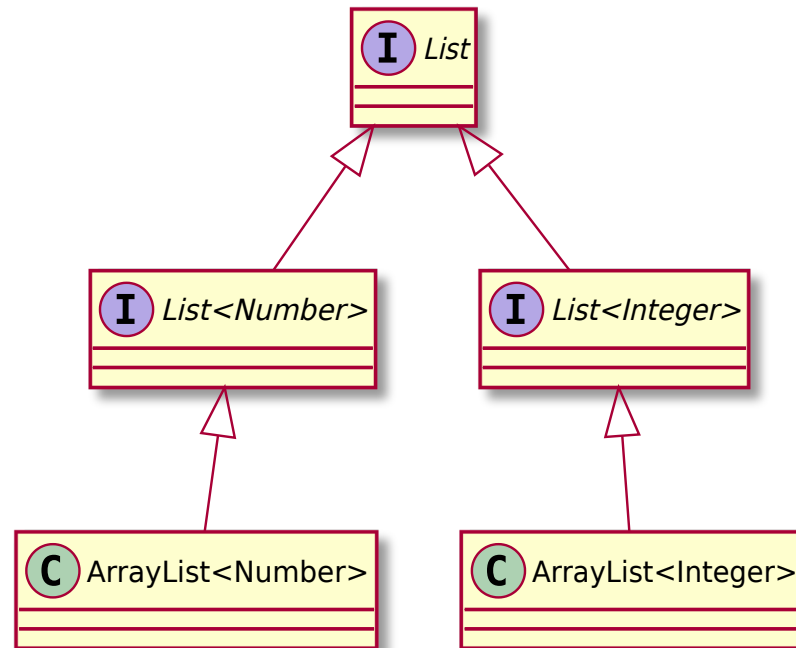 I List
I List<Number>
I List<Integer>
C ArrayList<Number>
C ArrayList<Integer>